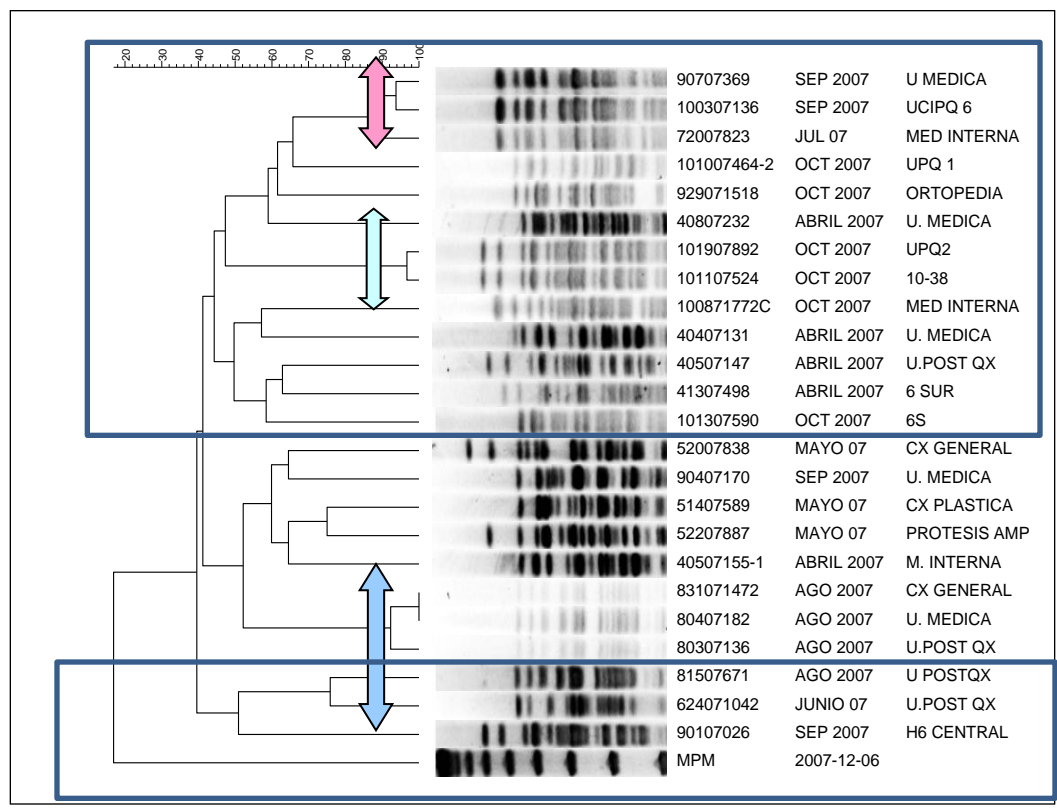 20 30 40 50 60 70 80 90 100
90707369 SEP 2007 U MEDICA
100307136 SEP 2007 UCIPQ 6
72007823 JUL 07 MED INTERNA
101007464-2 OCT 2007 UPQ 1
929071518 OCT 2007 ORTOPEDIA
40807232 ABRIL 2007 U. MEDICA
101907892 OCT 2007 UPQ2
101107524 OCT 2007 10-38
100871772C OCT 2007 MED INTERNA
40407131 ABRIL 2007 U. MEDICA
40507147 ABRIL 2007 U.POST QX
41307498 ABRIL 2007 6 SUR
101307590 OCT 2007 6S
52007838 MAYO 07 CX GENERAL
90407170 SEP 2007 U. MEDICA
51407589 MAYO 07 CX PLASTICA
52207887 MAYO 07 PROTESIS AMP
40507155-1 ABRIL 2007 M. INTERNA
831071472 AGO 2007 CX GENERAL
80407182 AGO 2007 U. MEDICA
80307136 AGO 2007 U.POST QX
81507671 AGO 2007 U POSTQX
624071042 JUNIO 07 U.POST QX
90107026 SEP 2007 H6 CENTRAL
MPM 2007-12-06